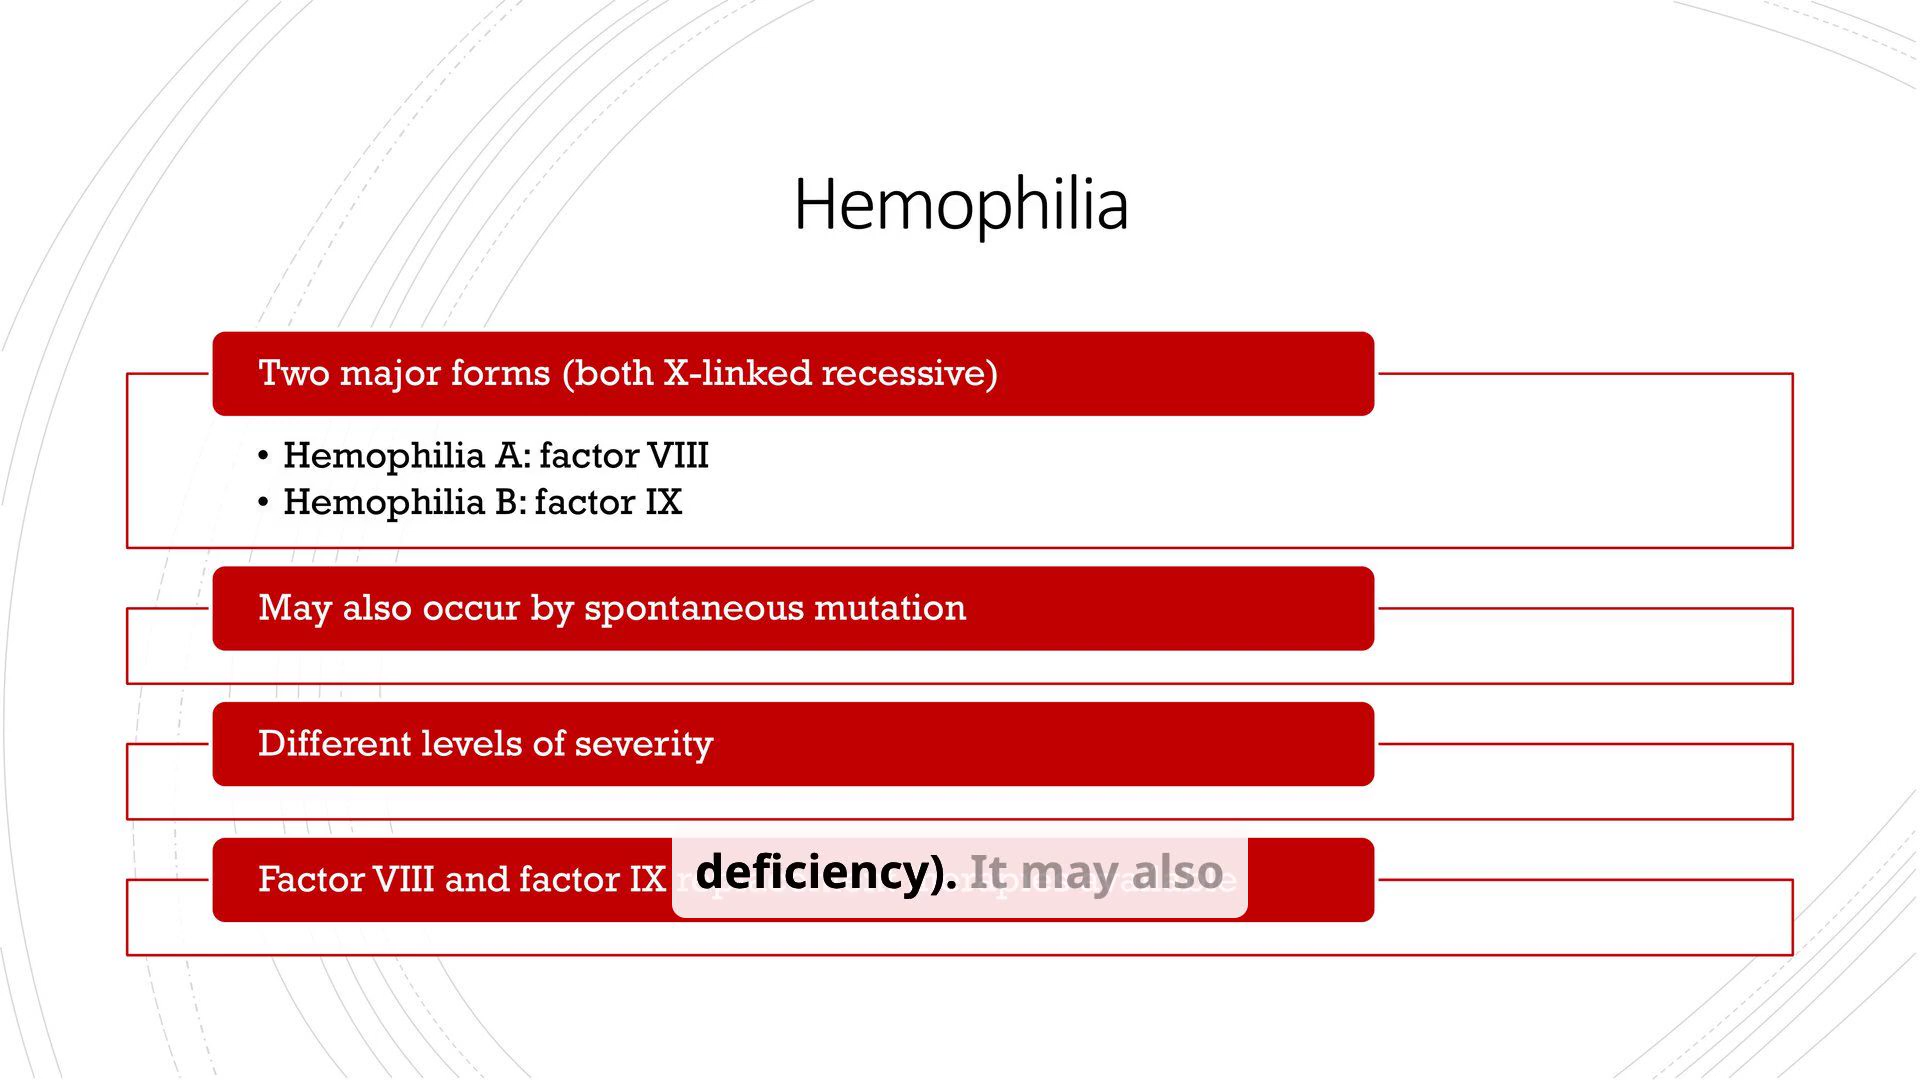 Hemophilia
Two major forms (both X-linked recessive)
• Hemophilia A: factor VIII
• Hemophilia B: factor IX
May also occur by spontaneous mutation
Different levels of severity
Factor VIII and factor IX
deficiency). It may also